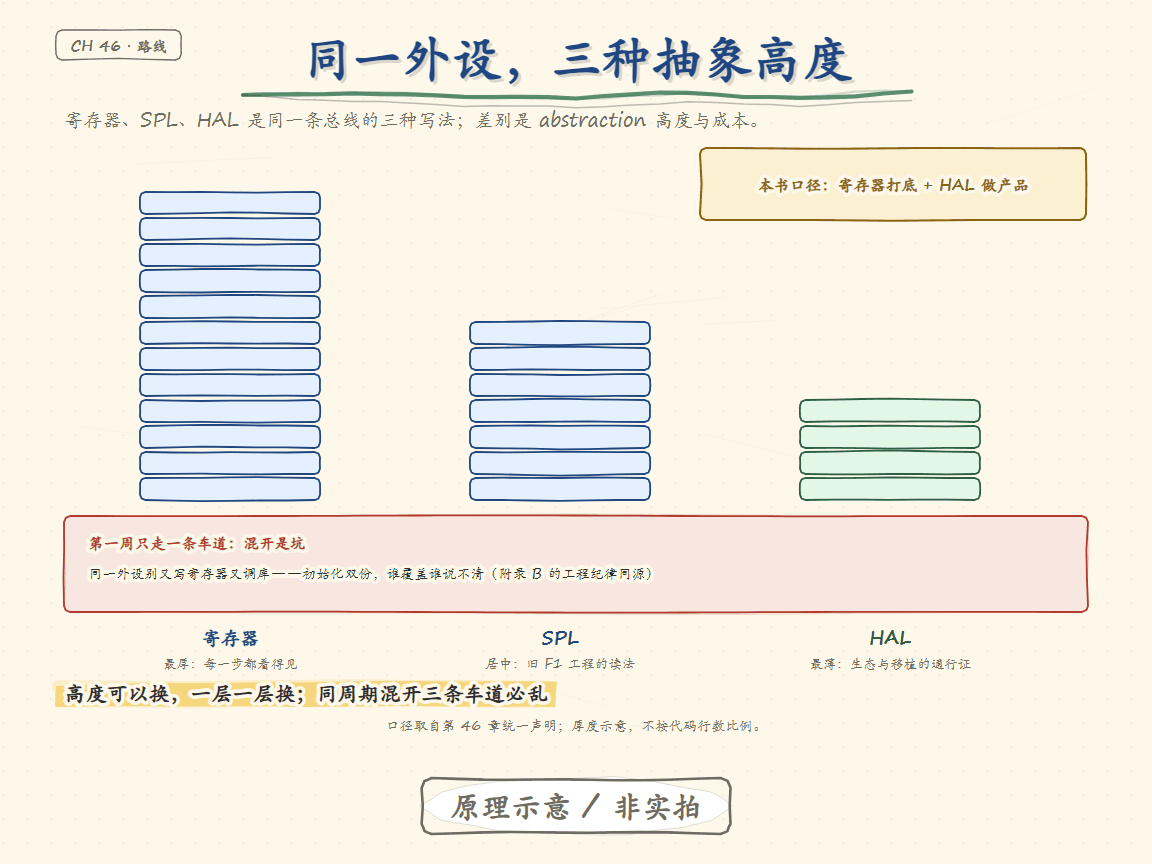 CH 46 · 路线
同一外设，三种抽象高度
寄存器、SPL、HAL 是同一条总线的三种写法；差别是 abstraction 高度与成本。
本书口径：寄存器打底 + HAL 做产品
第一周只走一条车道：混开是坑
同一外设别又写寄存器又调库——初始化双份，谁覆盖谁说不清（附录 B 的工程纪律同源）
寄存器
最厚：每一步都看得见
SPL
居中：旧 F1 工程的读法
HAL
最薄：生态与移植的通行证
高度可以换，一层一层换；同周期混开三条车道必乱
口径取自第 46 章统一声明；厚度示意，不按代码行数比例。
原理示意 / 非实拍